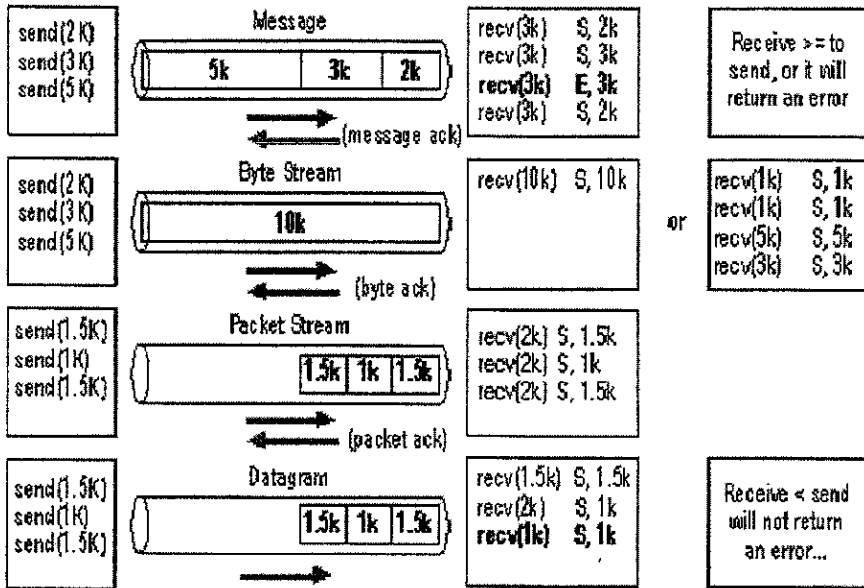 Message
send(2K)
send(3K)
send(5K)
5k 3k 2k
(message ack)
recv(3k) S, 2k
recv(3k) S, 3k
recv(3k) E, 3k
recv(3k) S, 2k
Receive >= to
send, or it will
return an error
Byte Stream
send(2K)
send(3K)
send(5K)
10k
(byte ack)
recv(10k) S, 10k
or
recv(1k) S, 1k
recv(1k) S, 1k
recv(5k) S, 5k
recv(3k) S, 3k
Packet Stream
send(1.5K)
send(1K)
send(1.5K)
1.5k 1k 1.5k
(packet ack)
recv(2k) S, 1.5k
recv(2k) S, 1k
recv(2k) S, 1.5k
Datagram
send(1.5K)
send(1K)
send(1.5K)
1.5k 1k 1.5k
recv(1.5k) S, 1.5k
recv(2k) S, 1k
recv(1k) S, 1k
Receive < send
will not return
an error...